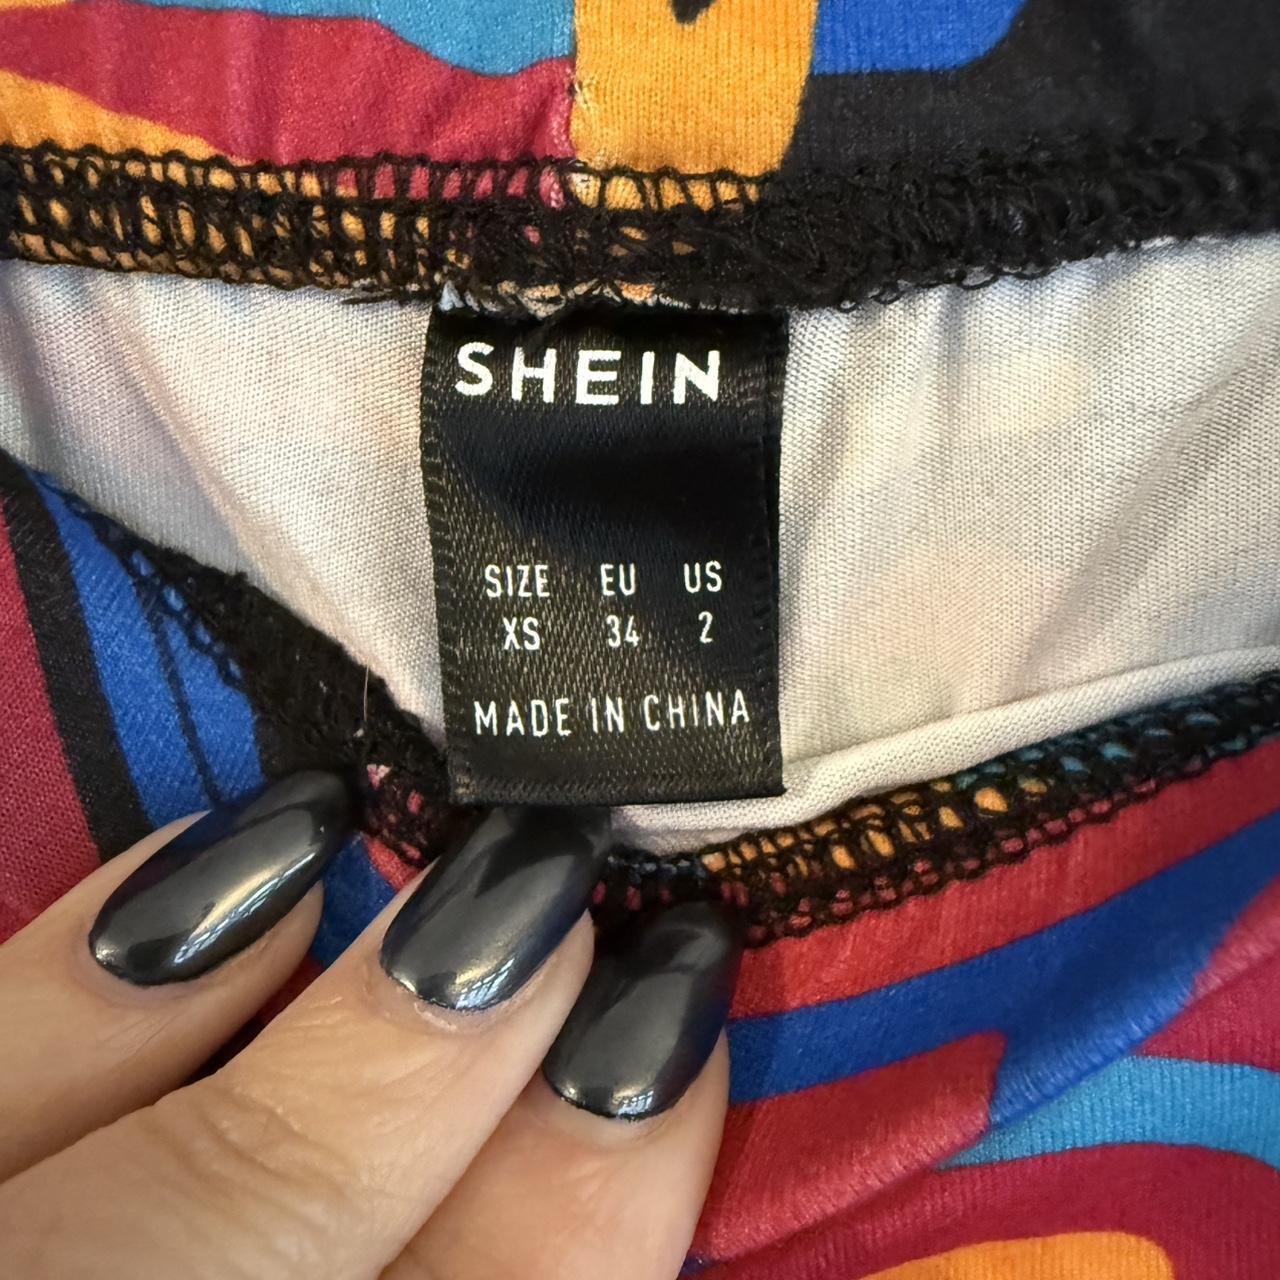 SHEIN
SIZE EU US
XS 34 2
MADE IN CHINA